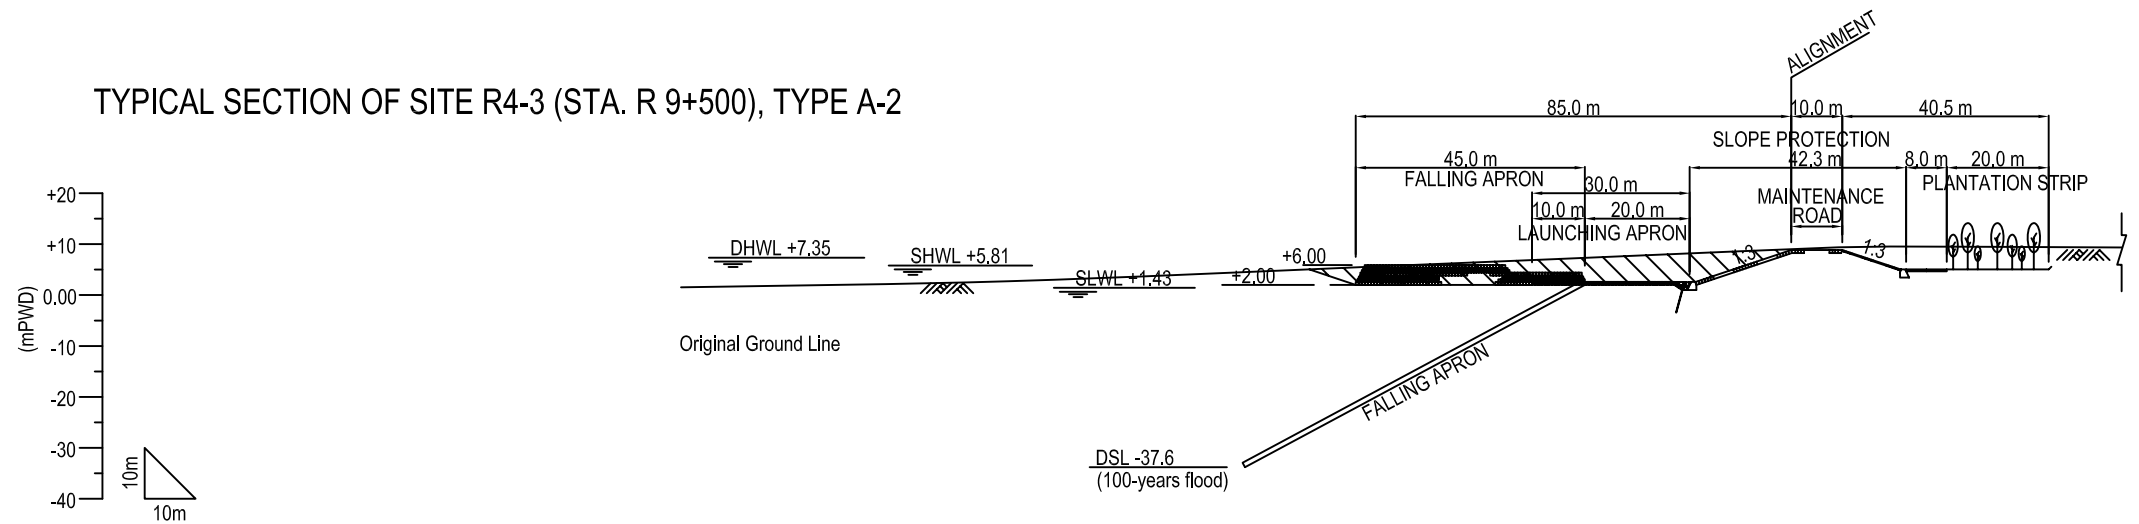 ALIGNMENT
TYPICAL SECTION OF SITE R4-3 (STA. R 9+500), TYPE A-2
85.0 m
10.0 m
40.5 m
SLOPE PROTECTION
45.0 m
42.3 m
8.0 m
20.0 m
FALLING APRON
30.0 m
PLANTATION STRIP
MAINTENANCE
ROAD
10.0 m
20.0 m
LAUNCHING APRON
+20
+10
0.00
-10
-20
-30
-40
(mPWD)
DHWL +7.35
SHWL +5.81
SLWL +1.43
+6.00
+2.00
1:3
1:3
Original Ground Line
FALLING APRON
DSL -37.6
(100-years flood)
10m
10m